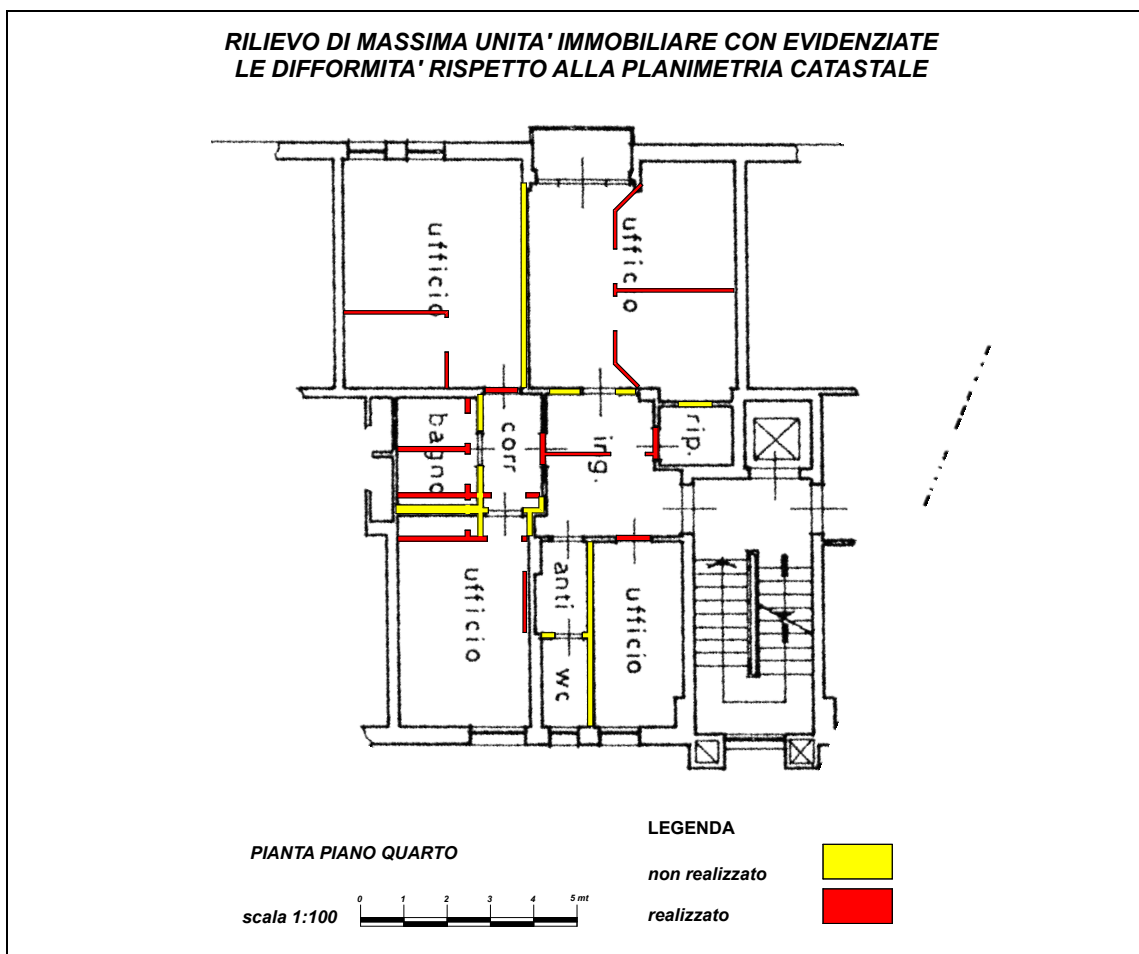 RILIEVO DI MASSIMA UNITA' IMMOBILIARE CON EVIDENZIATE
LE DIFFORMITA' RISPETTO ALLA PLANIMETRIA CATASTALE
ufficio
ufficio
bagno
corr
ing.
rip.
ufficio
anti
wc
ufficio
PIANTA PIANO QUARTO
scala 1:100
0 1 2 3 4 5 mt
LEGENDA
non realizzato
realizzato